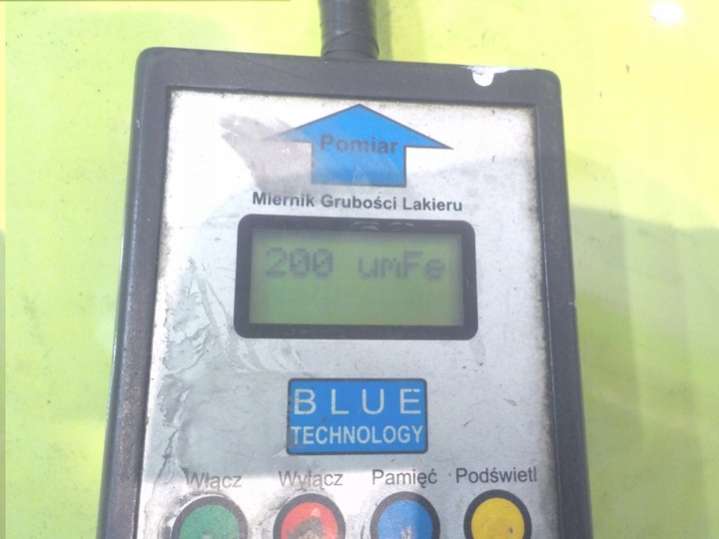 Pomiar
Miernik Grubości Lakieru
200 umFe
BLUE
TECHNOLOGY
Włącz Wyłącz Pamięć Podświetl